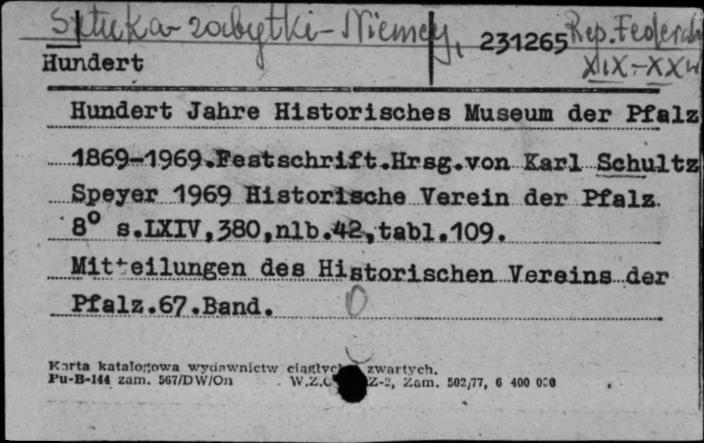 Sztuka-zabytki-Niemcy, 231265 Rep. Federal
Hundert XIX-XXw
Hundert Jahre Historisches Museum der Pfalz
1869-1969.Festschrift.Hrsg.von Karl Schultz
Speyer 1969 Historische Verein der Pfalz
8° s.LXIV,380,nlb.42,tabl.109.
Mitteilungen des Historischen Vereins der
Pfalz.67.Band.
Karta katalogowa wydawnictw ciągłych zwartych.
Pu-B-144 zam. 567/DW/On W.Z.G Z-2, Zam. 502/77, 6 400 000